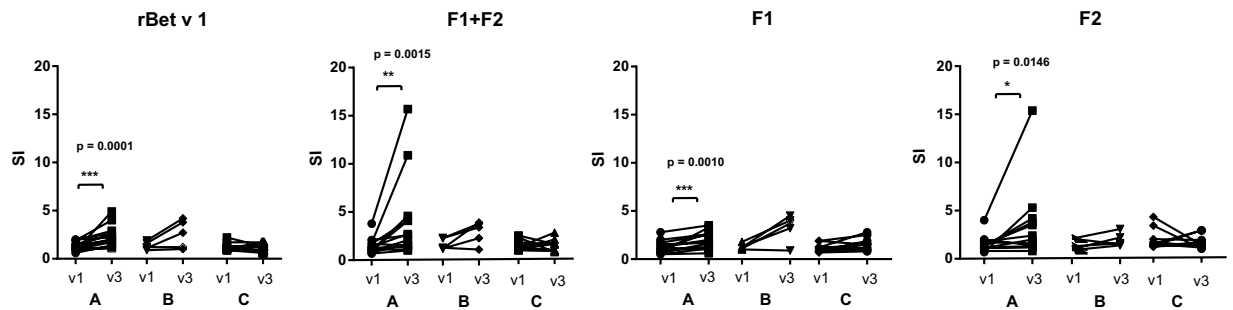 rBet v 1
F1+F2
F1
F2
p = 0.0015
p = 0.0146
20
20
20
20
**
*
15
15
15
15
SI
SI
SI
SI
p = 0.0001
p = 0.0010
10
10
10
10
***
***
5
5
5
5
0
0
0
0
v1 v3 v1 v3 v1 v3
v1 v3 v1 v3 v1 v3
v1 v3 v1 v3 v1 v3
v1 v3 v1 v3 v1 v3
A B C
A B C
A B C
A B C